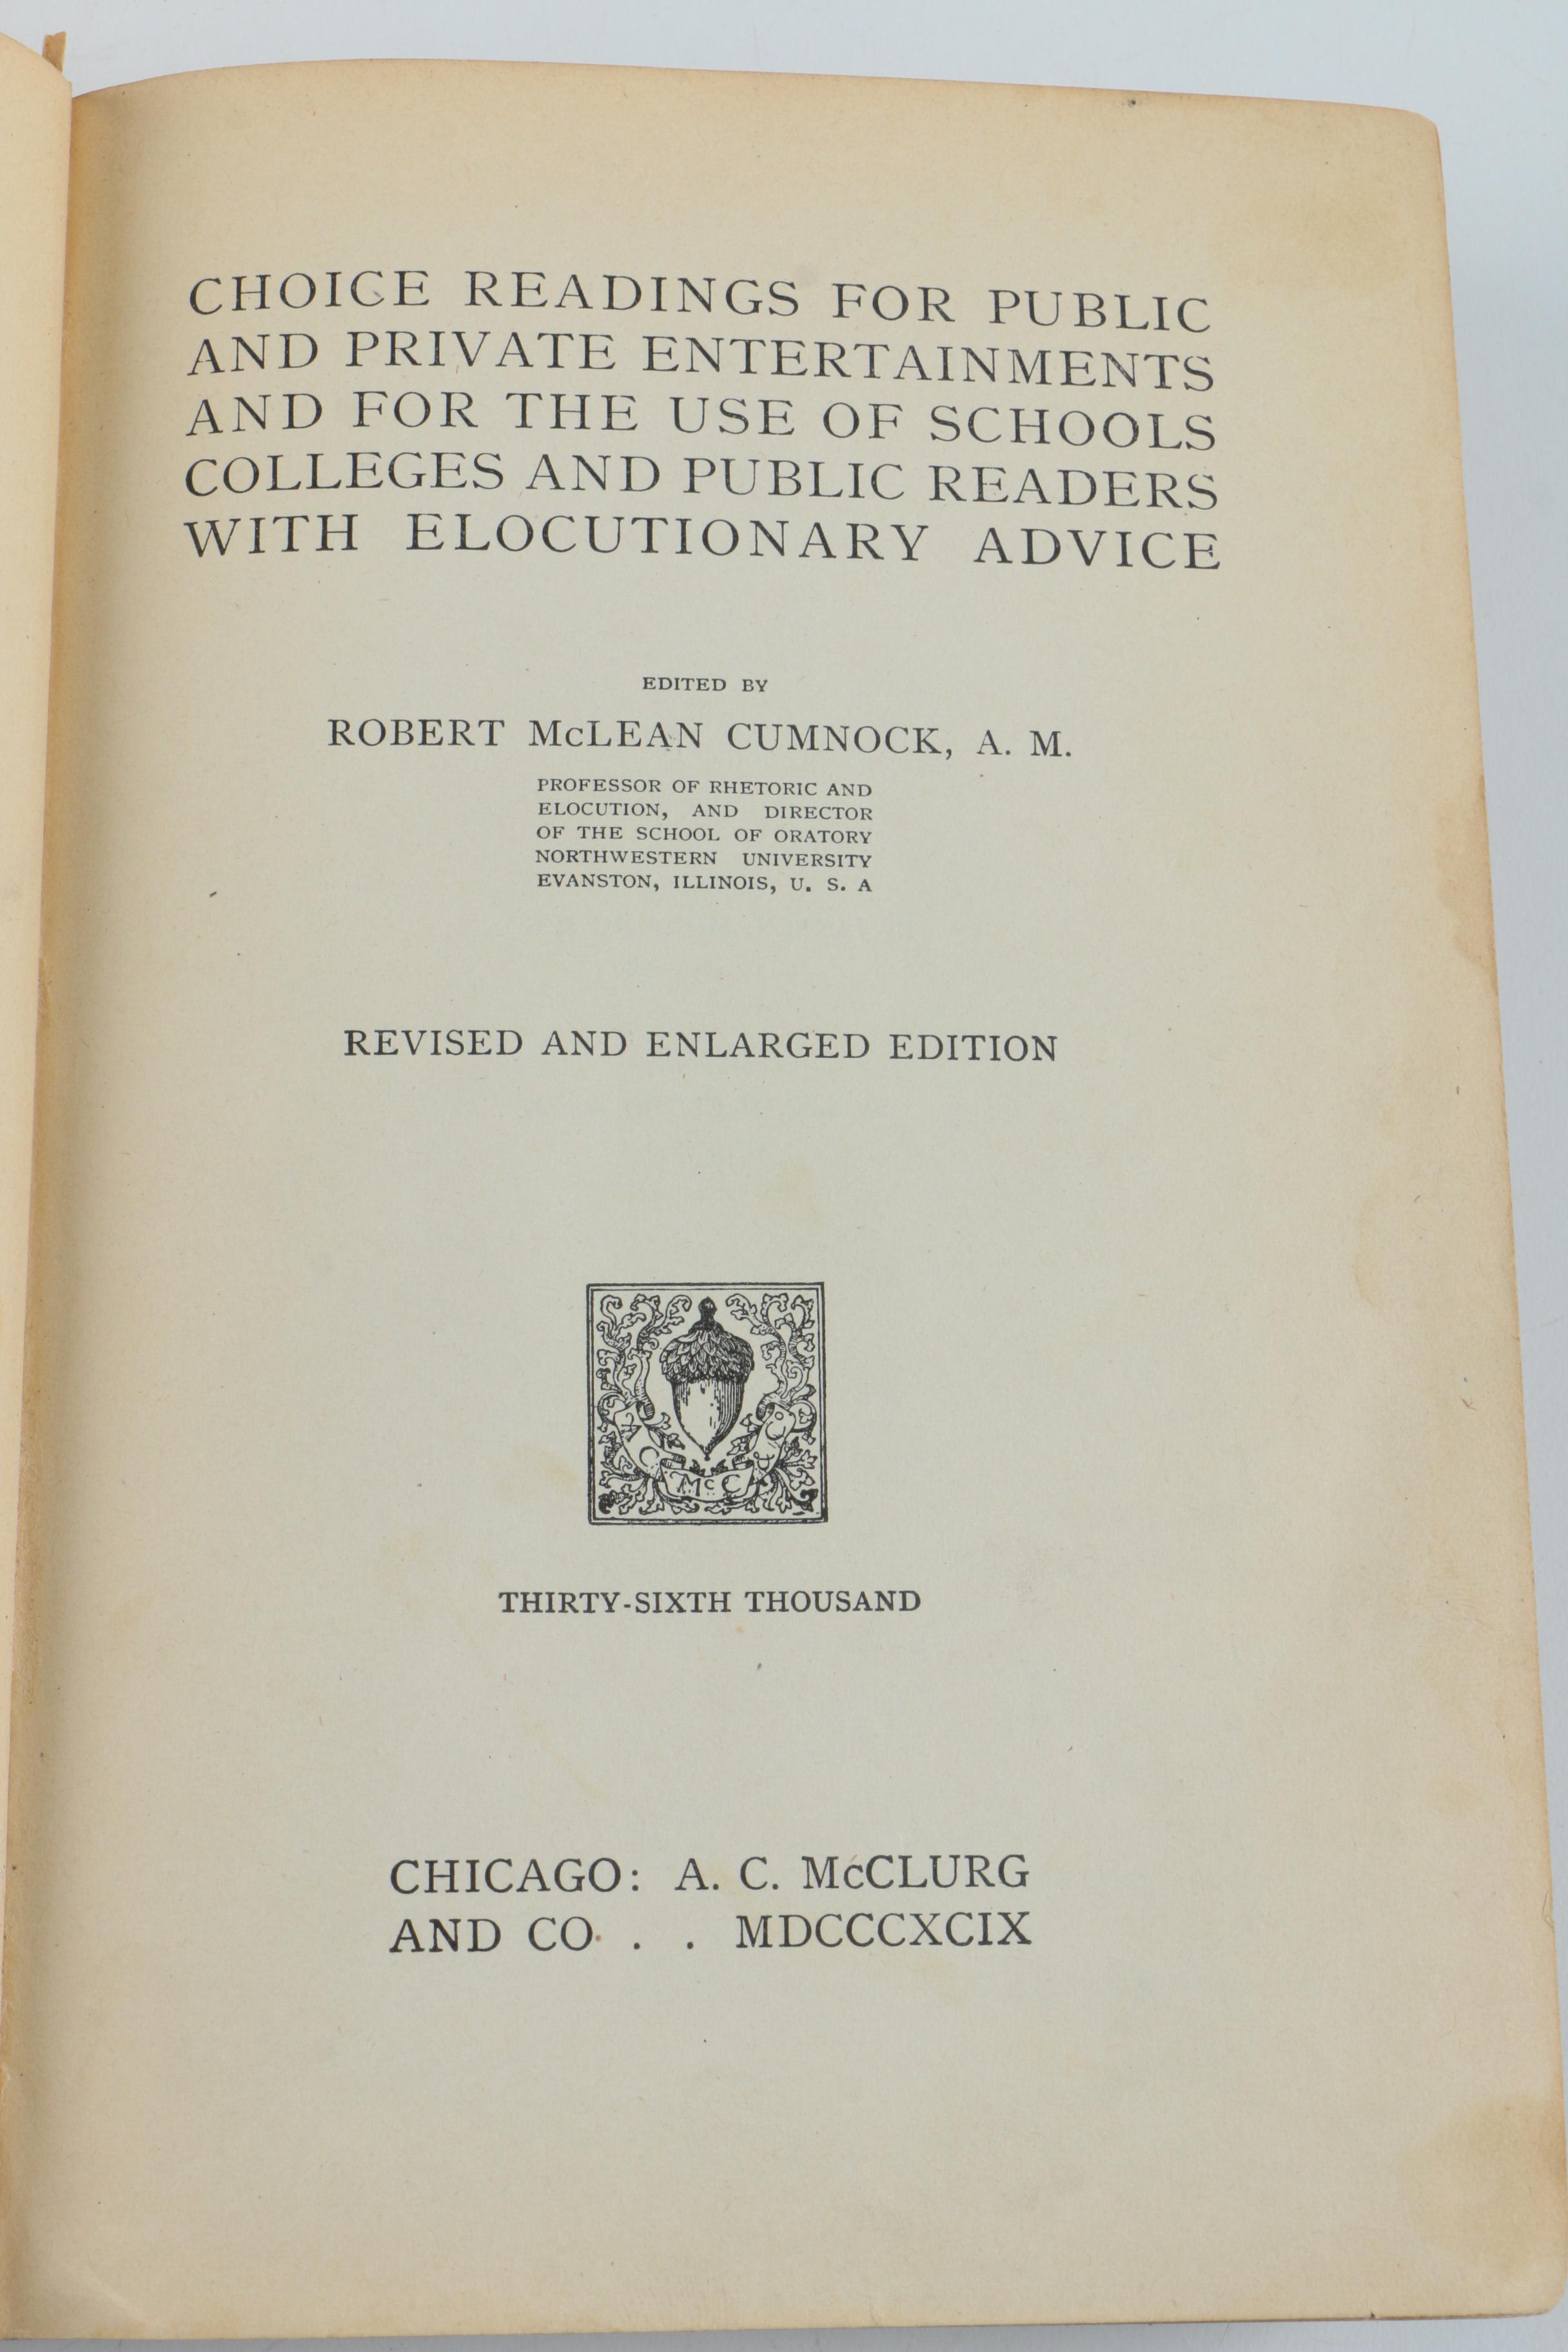 CHOICE READINGS FOR PUBLIC
AND PRIVATE ENTERTAINMENTS
AND FOR THE USE OF SCHOOLS
COLLEGES AND PUBLIC READERS
WITH ELOCUTIONARY ADVICE
EDITED BY
ROBERT McLEAN CUMNOCK, A. M.
PROFESSOR OF RHETORIC AND
ELOCUTION, AND DIRECTOR
OF THE SCHOOL OF ORATORY
NORTHWESTERN UNIVERSITY
EVANSTON, ILLINOIS, U. S. A
REVISED AND ENLARGED EDITION
McC
THIRTY-SIXTH THOUSAND
CHICAGO: A. C. McCLURG
AND CO. . . MDCCCXCIX